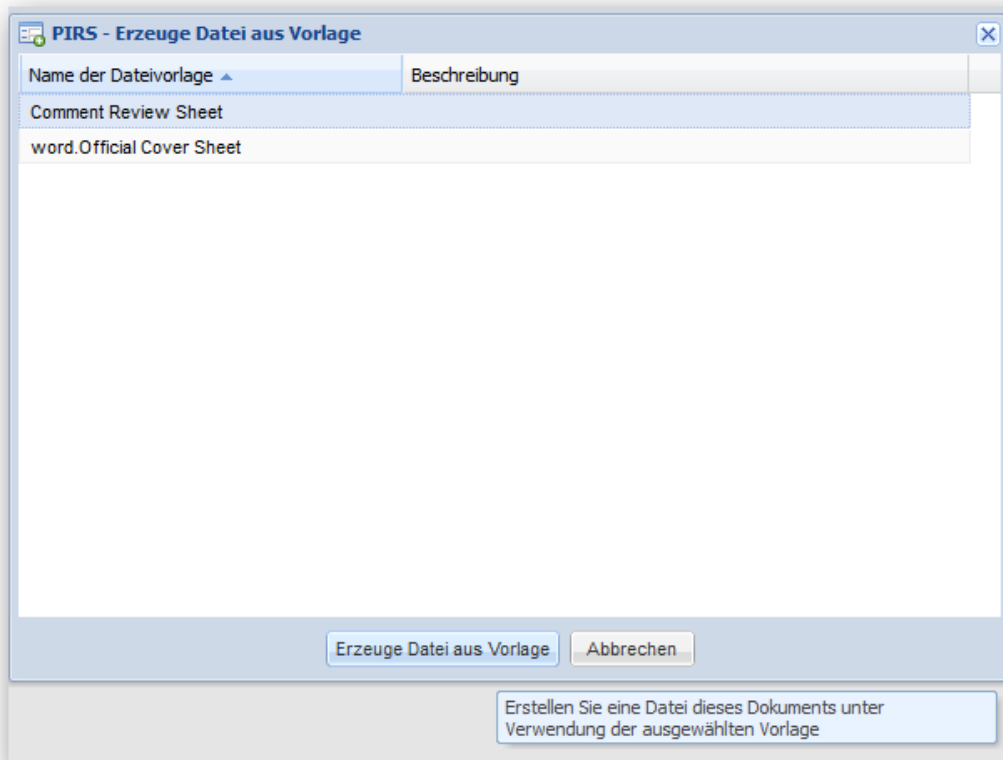 PIRS - Erzeuge Datei aus Vorlage
Name der Dateivorlage Beschreibung
Comment Review Sheet
word.Official Cover Sheet
Erzeuge Datei aus Vorlage Abbrechen
Erstellen Sie eine Datei dieses Dokuments unter
Verwendung der ausgewählten Vorlage